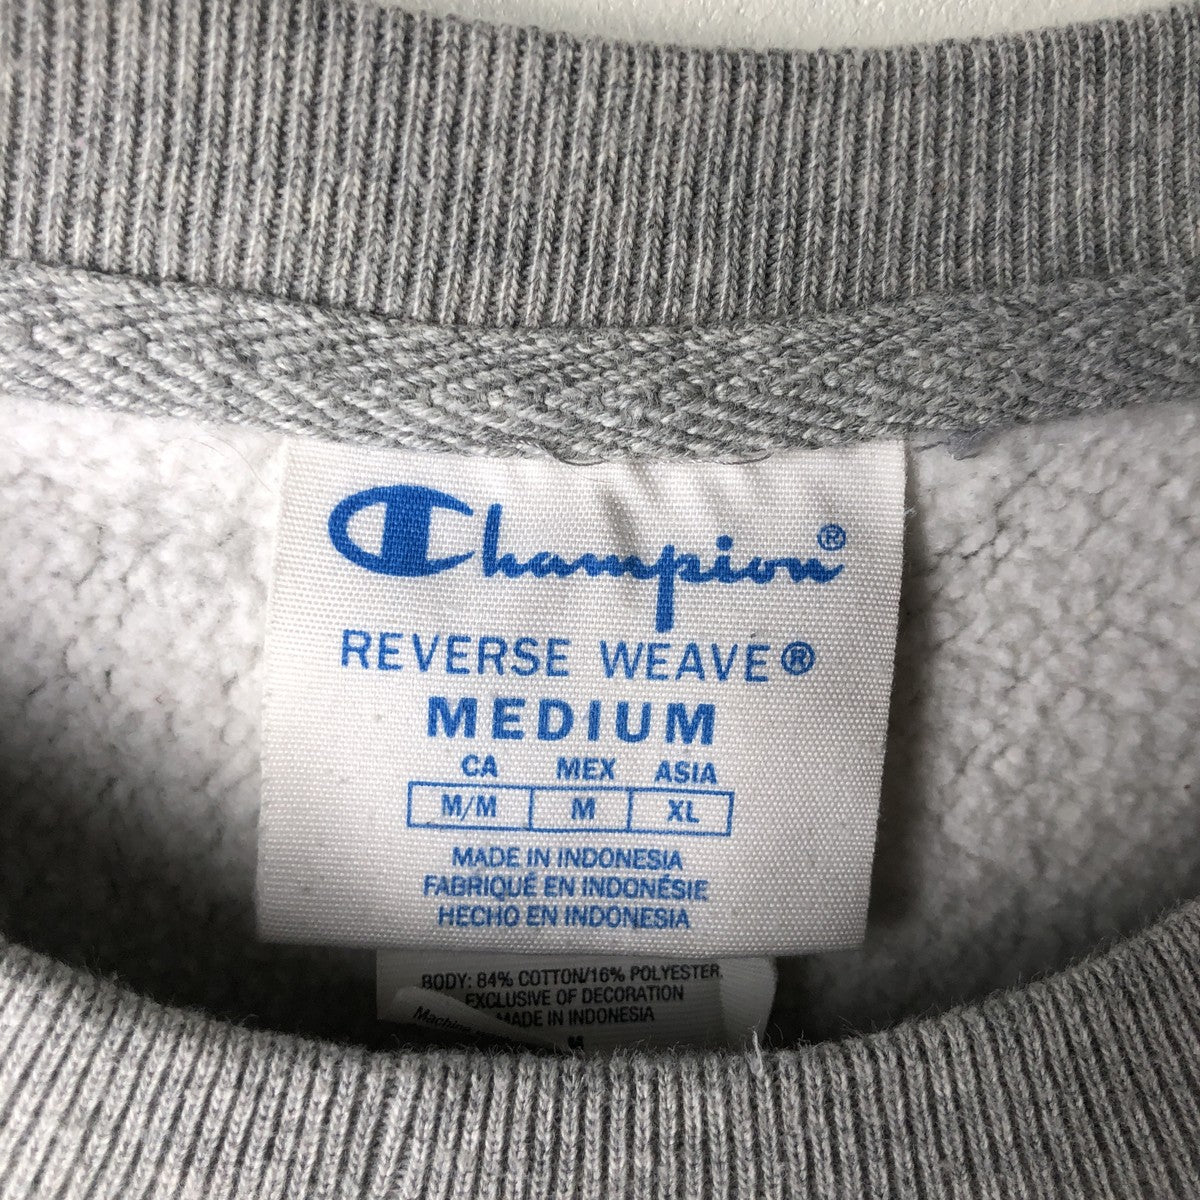 Champion®
REVERSE WEAVE®
MEDIUM
CA MEX ASIA
M/M M XL
MADE IN INDONESIA
FABRIQUÉ EN INDONÉSIE
HECHO EN INDONESIA
BODY: 84% COTTON/16% POLYESTER
EXCLUSIVE OF DECORATION
MADE IN INDONESIA
Machine